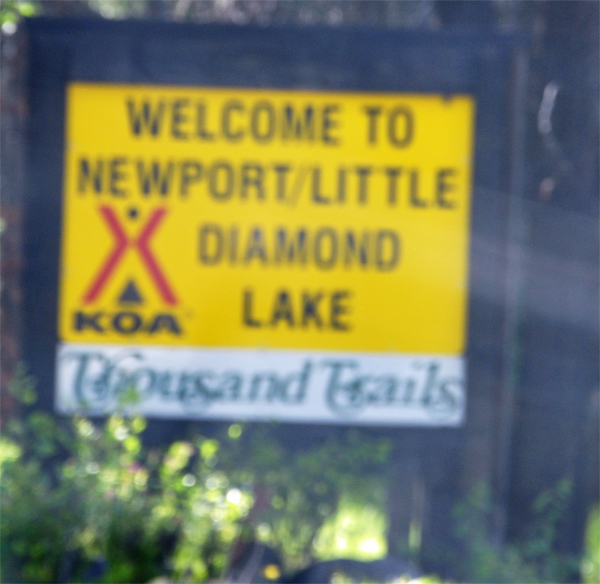 WELCOME TO
NEWPORT/LITTLE
DIAMOND
LAKE
KOA
Thousand Trails